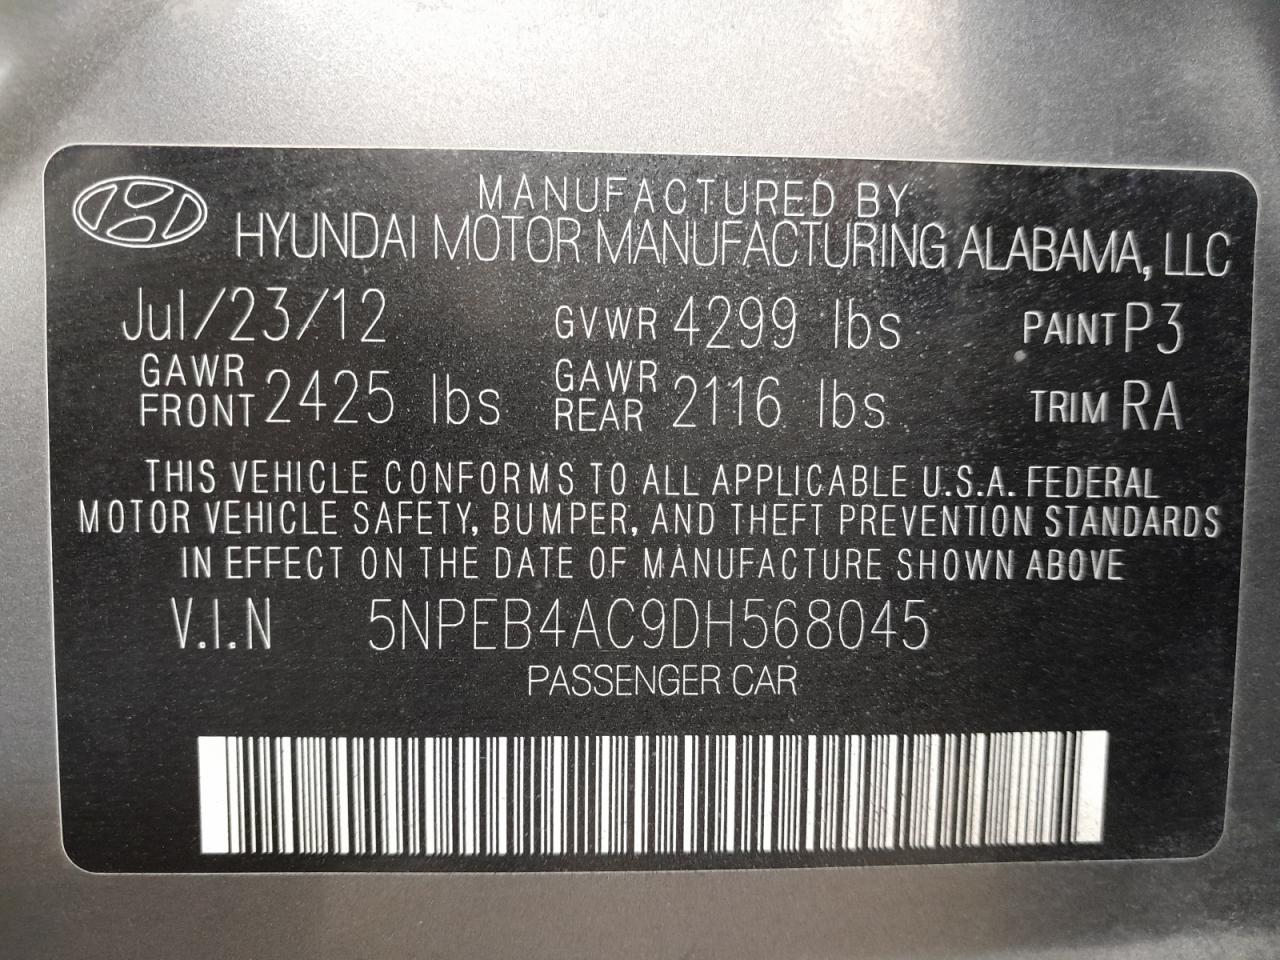 MANUFACTURED BY
HYUNDAI MOTOR MANUFACTURING ALABAMA, LLC
Jul/23/12 GVWR 4299 lbs PAINT P3
GAWR FRONT 2425 lbs GAWR REAR 2116 lbs TRIM RA
THIS VEHICLE CONFORMS TO ALL APPLICABLE U.S.A. FEDERAL
MOTOR VEHICLE SAFETY, BUMPER, AND THEFT PREVENTION STANDARDS
IN EFFECT ON THE DATE OF MANUFACTURE SHOWN ABOVE
V.I.N 5NPEB4AC9DH568045
PASSENGER CAR